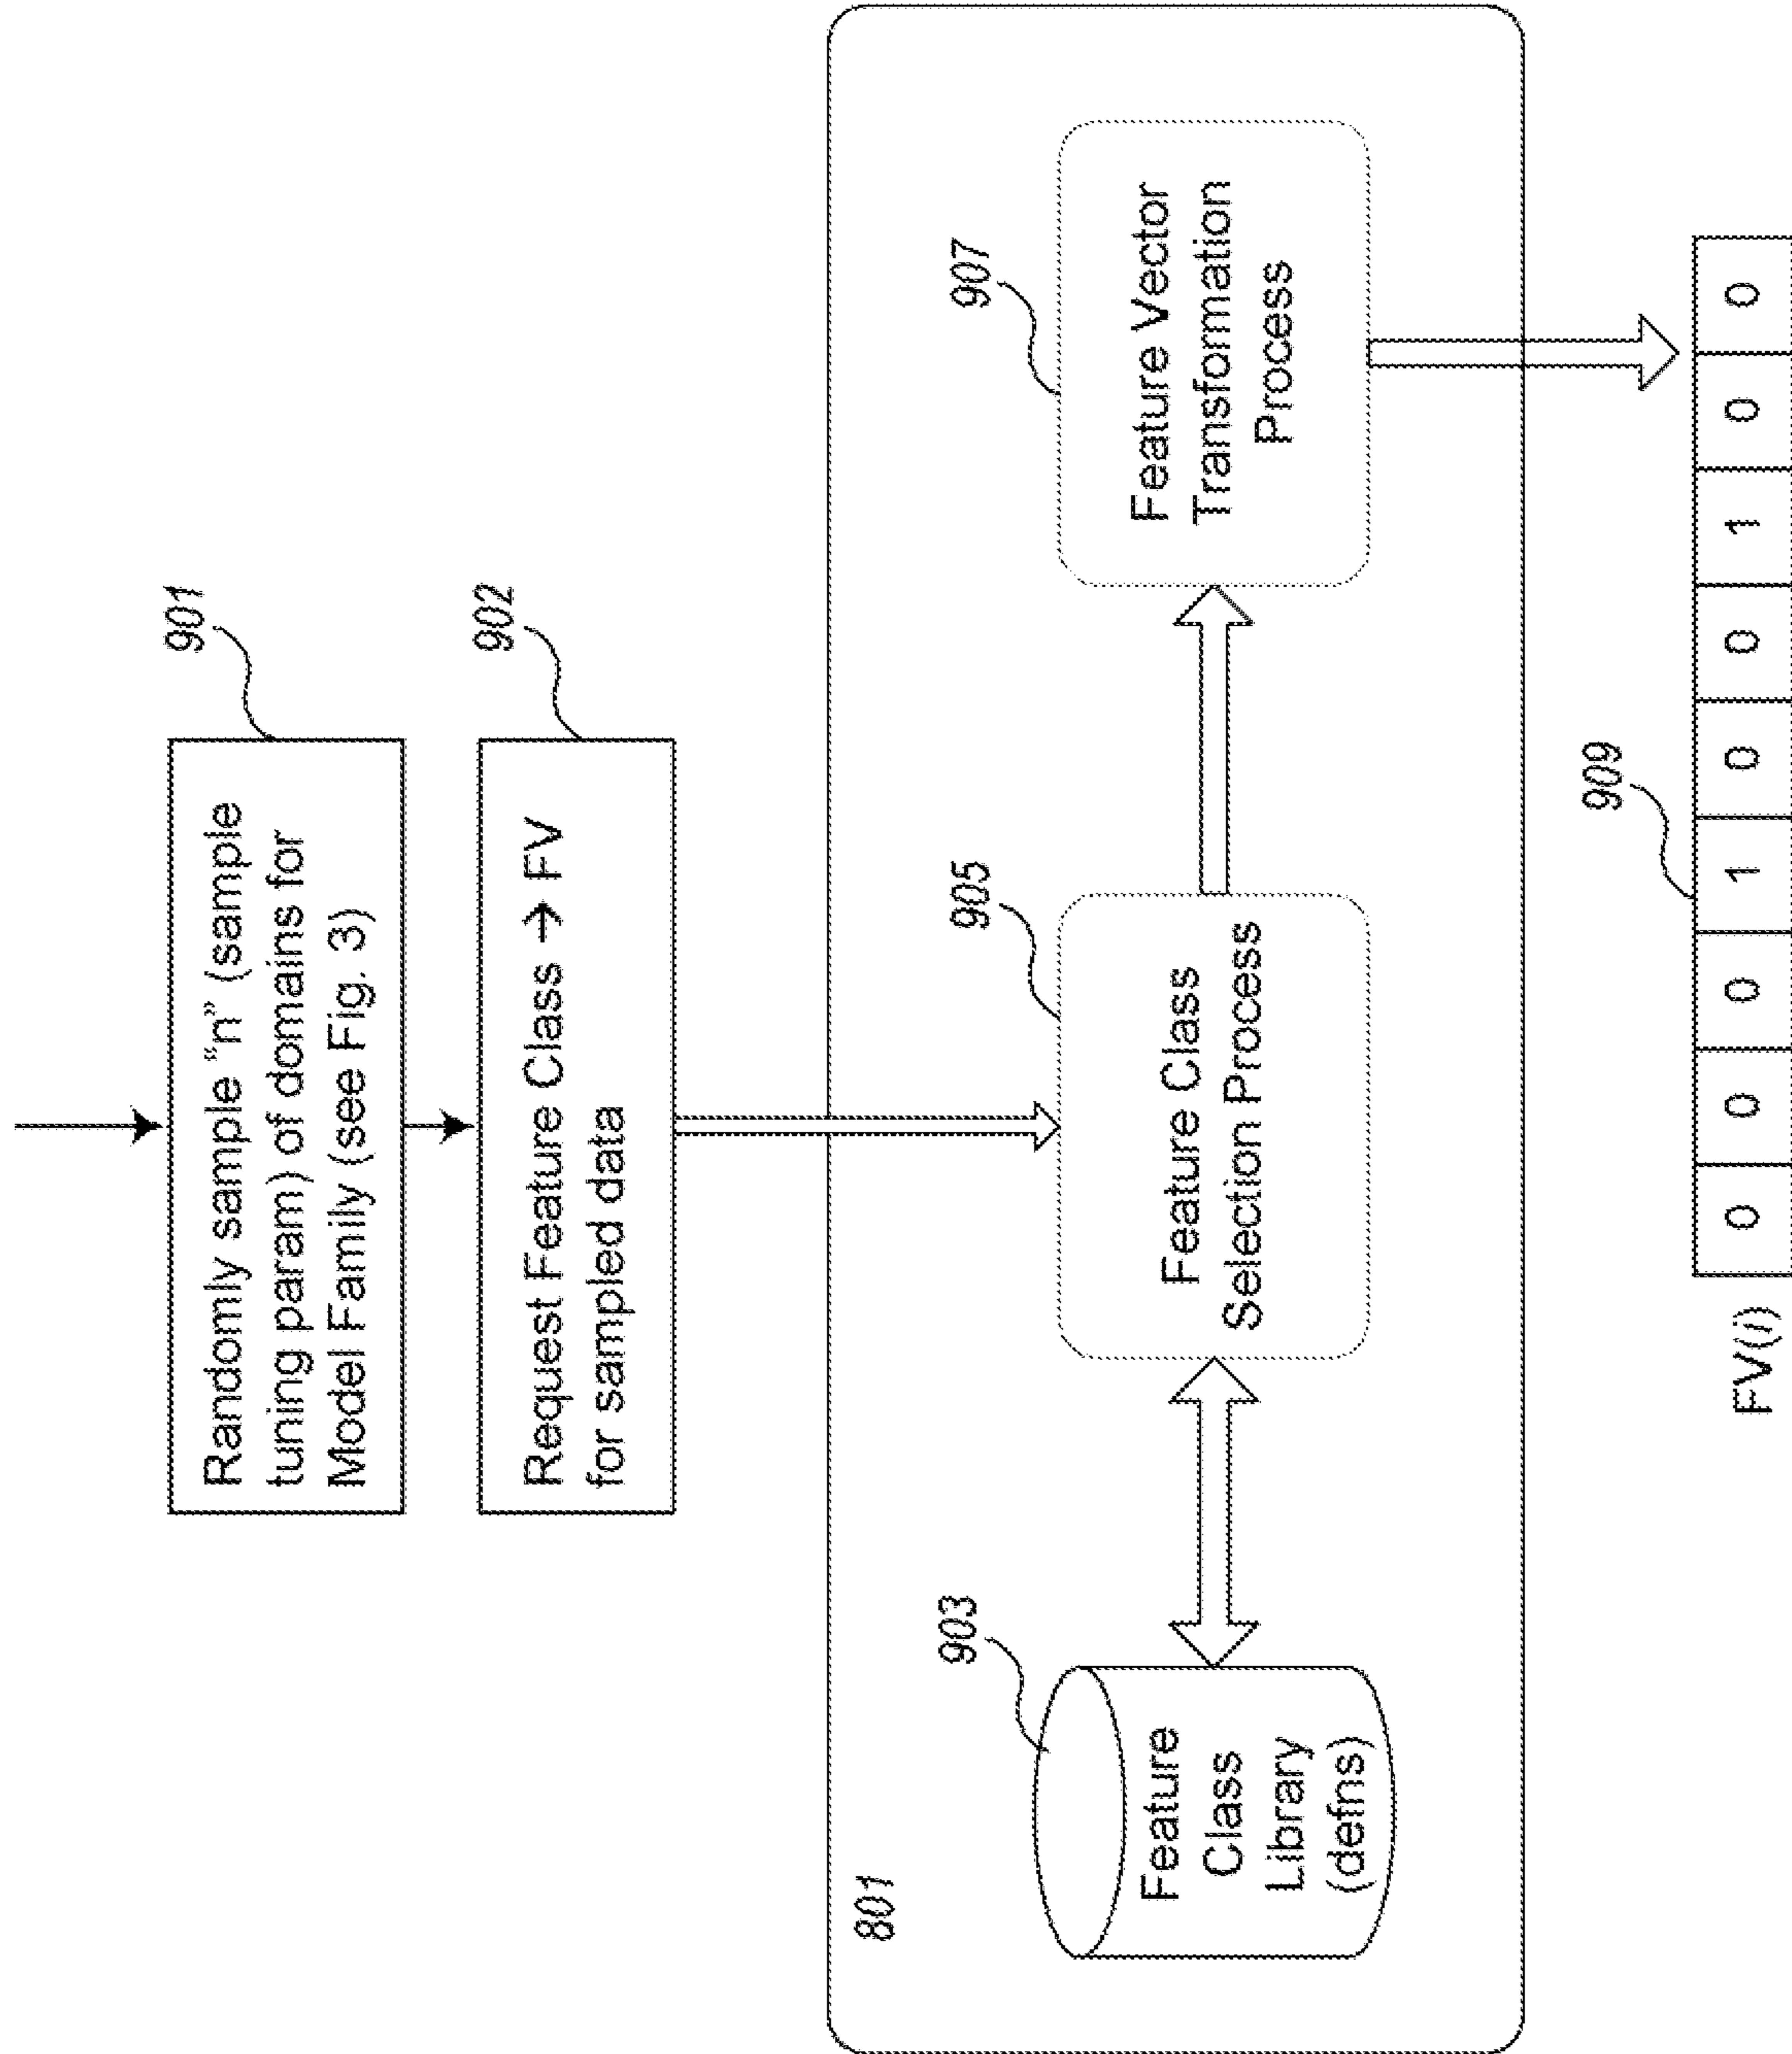 901
Randomly sample “n” (sample
tuning param) of domains for
Model Family (see Fig. 3)
902
Request Feature Class → FV
for sampled data
801
903
Feature
Class
Library
(defns)
905
Feature Class
Selection Process
907
Feature Vector
Transformation
Process
909
FV(i) 0 0 0 1 0 0 1 0 0